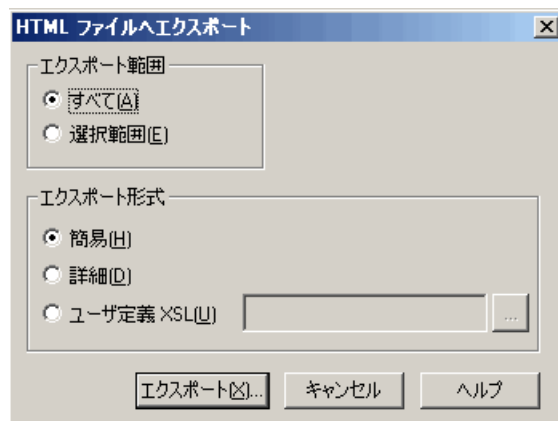 HTML ファイルへエクスポート
エクスポート範囲
すべて(A)
選択範囲(E)
エクスポート形式
簡易(H)
詳細(D)
ユーザ定義 XSL(U)
...
エクスポート(X)...
キャンセル
ヘルプ